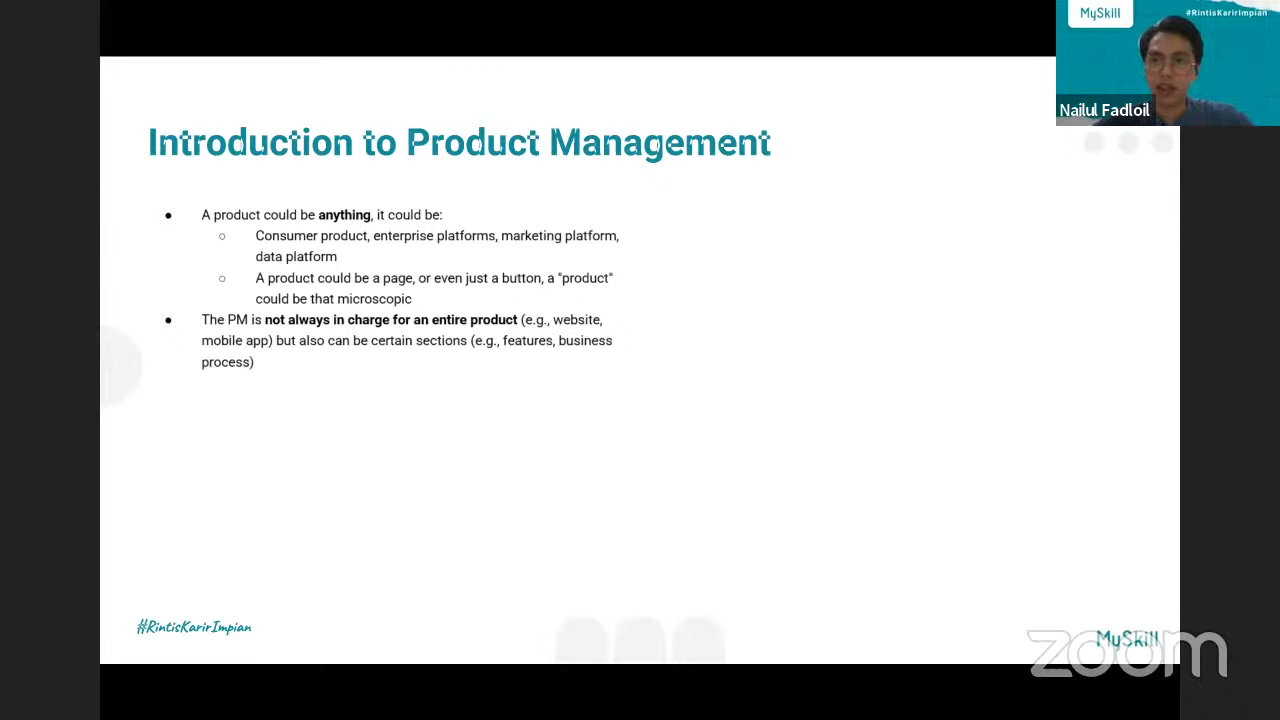 MySkill
#RintisKarirImpian
Nailul Fadloil
Introduction to Product Management
● A product could be anything, it could be:
○ Consumer product, enterprise platforms, marketing platform,
data platform
○ A product could be a page, or even just a button, a "product"
could be that microscopic
● The PM is not always in charge for an entire product (e.g., website,
mobile app) but also can be certain sections (e.g., features, business
process)
#RintisKarirImpian
MySkill
zoom